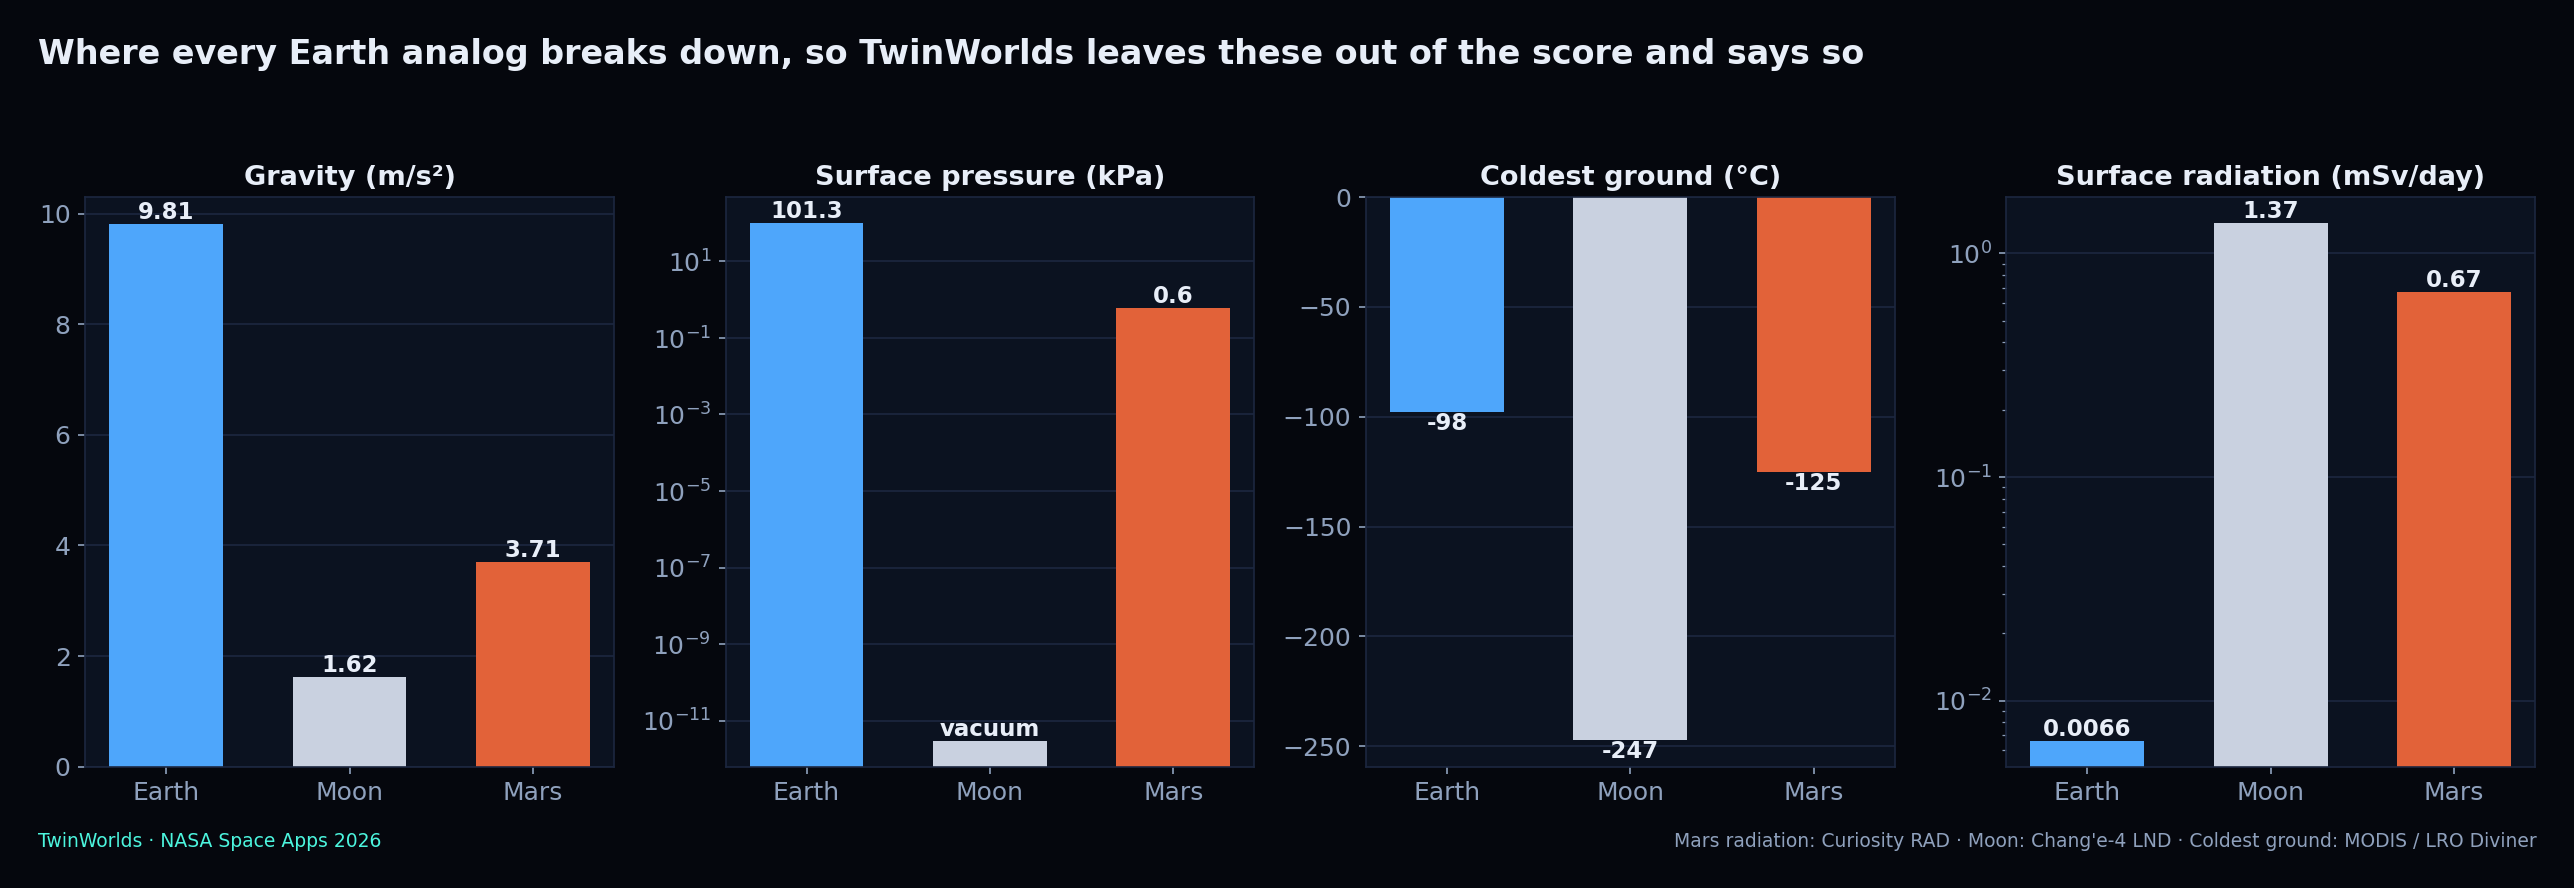 Where every Earth analog breaks down, so TwinWorlds leaves these out of the score and says so
Gravity (m/s²)
10
8
6
4
2
0
9.81
1.62
3.71
Earth Moon Mars
Surface pressure (kPa)
10¹
10⁻¹
10⁻³
10⁻⁵
10⁻⁷
10⁻⁹
10⁻¹¹
101.3
vacuum
0.6
Earth Moon Mars
Coldest ground (°C)
0
−50
−100
−150
−200
−250
-98
-247
-125
Earth Moon Mars
Surface radiation (mSv/day)
10⁰
10⁻¹
10⁻²
0.0066
1.37
0.67
Earth Moon Mars
TwinWorlds · NASA Space Apps 2026
Mars radiation: Curiosity RAD · Moon: Chang'e-4 LND · Coldest ground: MODIS / LRO Diviner